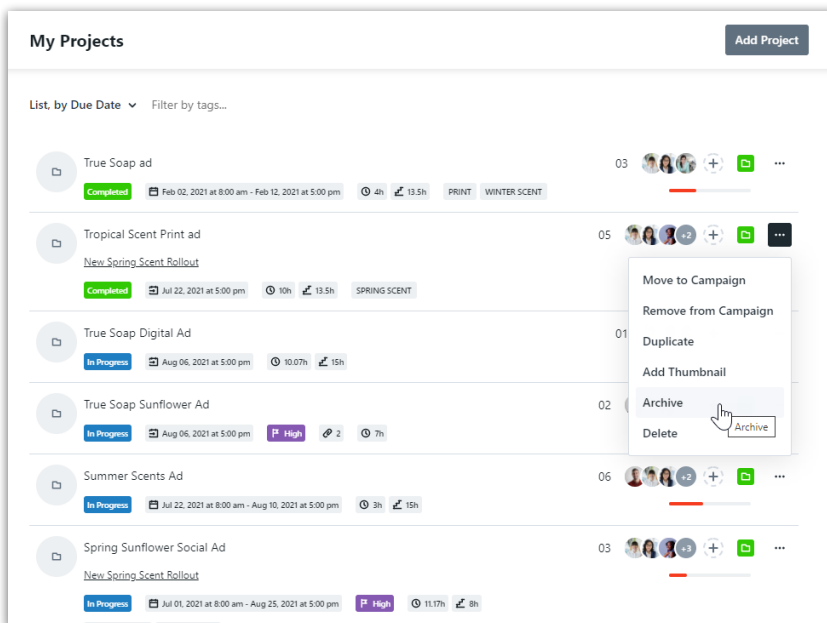 My Projects
Add Project
List, by Due Date
Filter by tags...
True Soap ad
03
Completed
Feb 02, 2021 at 8:00 am - Feb 12, 2021 at 5:00 pm
4h
13.5h
PRINT
WINTER SCENT
Tropical Scent Print ad
05
+2
New Spring Scent Rollout
Completed
Jul 22, 2021 at 5:00 pm
10h
13.5h
SPRING SCENT
Move to Campaign
Remove from Campaign
Duplicate
Add Thumbnail
Archive
Archive
Delete
True Soap Digital Ad
01
In Progress
Aug 06, 2021 at 5:00 pm
10.07h
15h
True Soap Sunflower Ad
02
In Progress
Aug 06, 2021 at 5:00 pm
High
2
7h
Summer Scents Ad
06
+2
In Progress
Jul 22, 2021 at 8:00 am - Aug 10, 2021 at 5:00 pm
3h
15h
Spring Sunflower Social Ad
03
+3
New Spring Scent Rollout
In Progress
Jul 01, 2021 at 8:00 am - Aug 25, 2021 at 5:00 pm
High
11.17h
8h